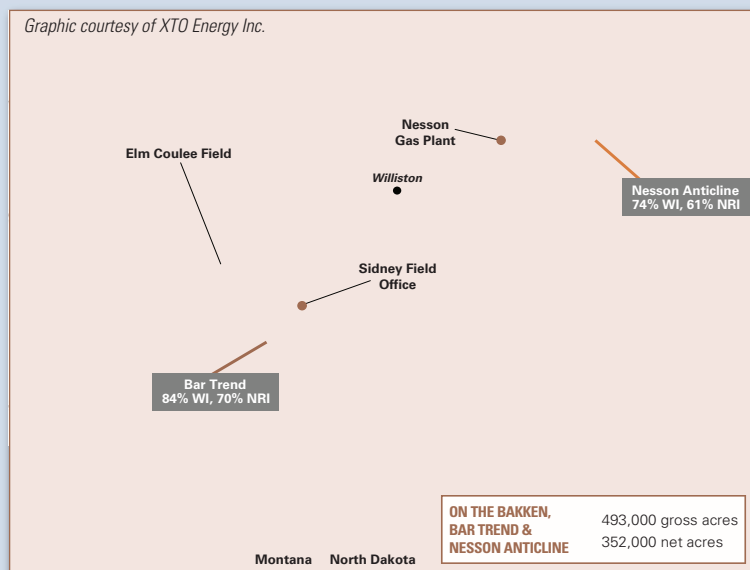 Graphic courtesy of XTO Energy Inc.
Nesson
Gas Plant
Elm Coulee Field
Williston
Nesson Anticline
74% WI, 61% NRI
Sidney Field
Office
Bar Trend
84% WI, 70% NRI
ON THE BAKKEN,
BAR TREND &
NESSON ANTICLINE
493,000 gross acres
352,000 net acres
Montana North Dakota